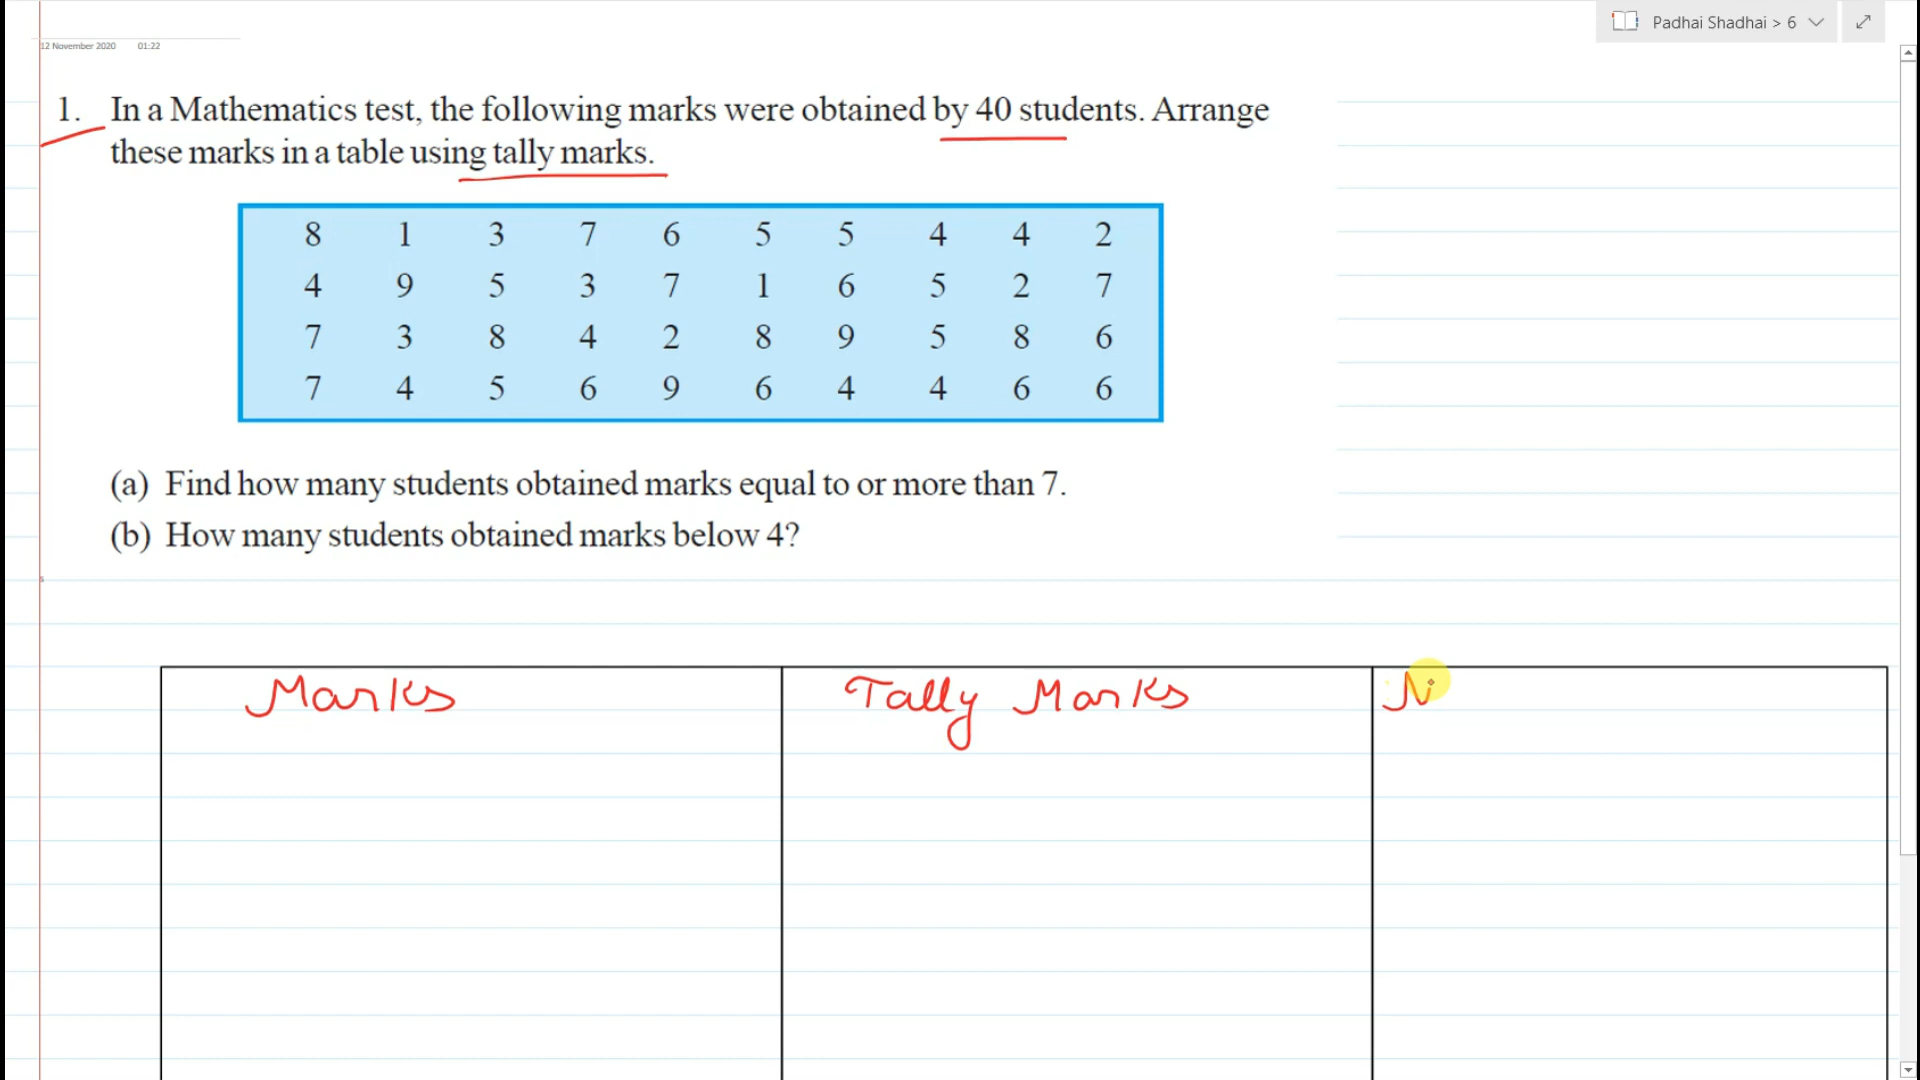 Padhai Shadhai > 6
12 November 2020 01:22
1. In a Mathematics test, the following marks were obtained by 40 students. Arrange
these marks in a table using tally marks.
8 1 3 7 6 5 5 4 4 2
4 9 5 3 7 1 6 5 2 7
7 3 8 4 2 8 9 5 8 6
7 4 5 6 9 6 4 4 6 6
(a) Find how many students obtained marks equal to or more than 7.
(b) How many students obtained marks below 4?
Marks Tally Marks N